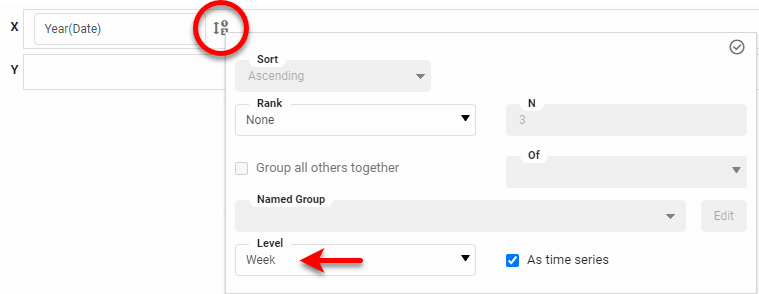 X Year(Date)
Y
Sort
Ascending
Rank
None
N
3
Group all others together
Of
Named Group
Edit
Level
Week
As time series